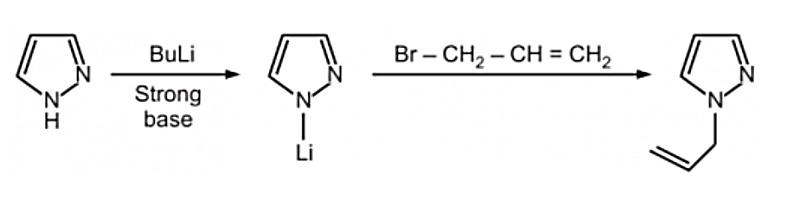 N
N
H
BuLi
Strong
base
N
N
Li
Br – CH₂ – CH = CH₂
N
N